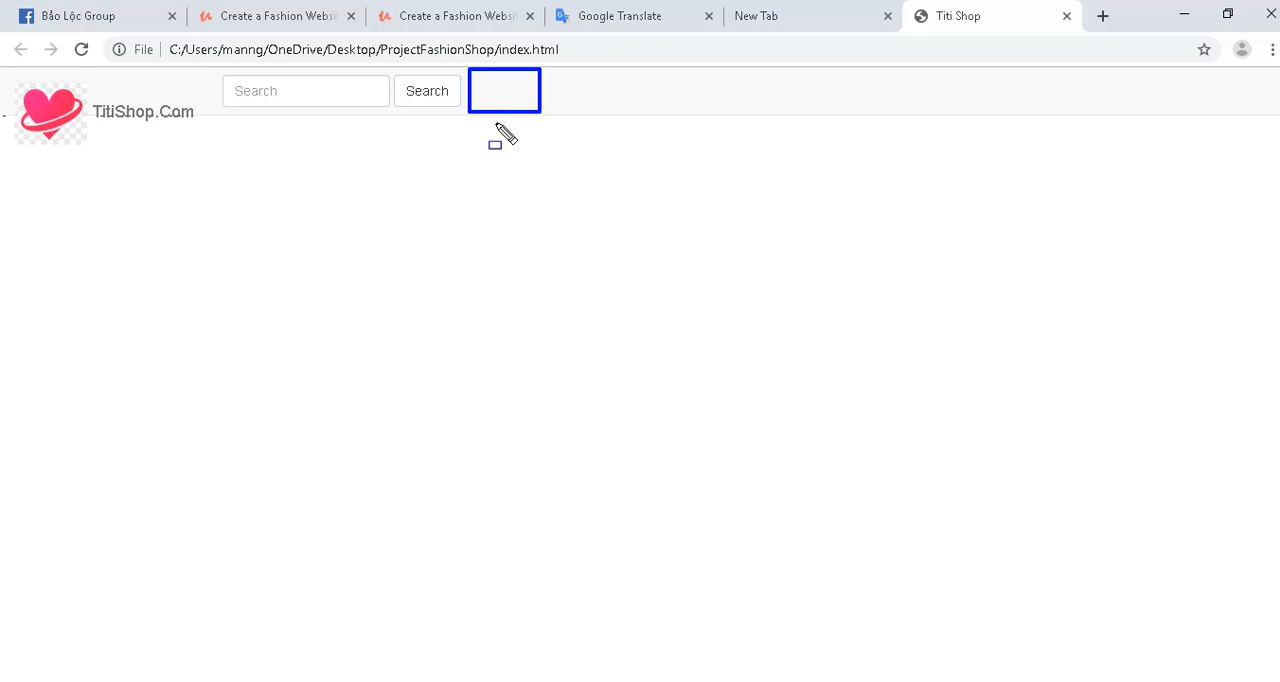 Bảo Lộc Group
Create a Fashion Websi
Create a Fashion Websi
Google Translate
New Tab
Titi Shop
File
C:/Users/manng/OneDrive/Desktop/ProjectFashionShop/index.html
Search
Search
TitiShop.Com